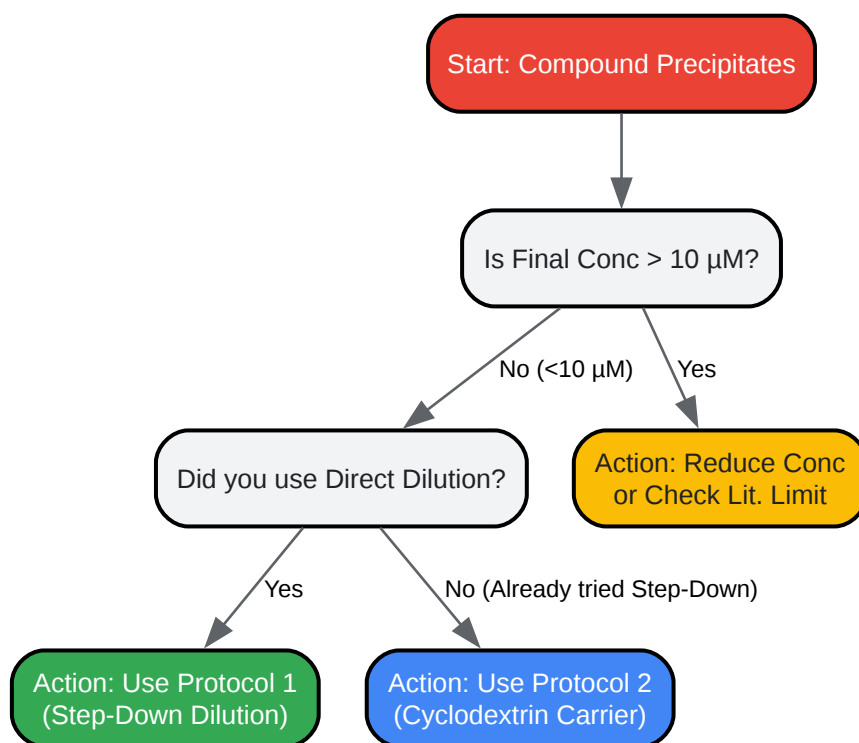 Start: Compound Precipitates
Is Final Conc > 10 µM?
No (<10 µM)
Yes
Did you use Direct Dilution?
Action: Reduce Conc
or Check Lit. Limit
Yes
No (Already tried Step-Down)
Action: Use Protocol 1
(Step-Down Dilution)
Action: Use Protocol 2
(Cyclodextrin Carrier)